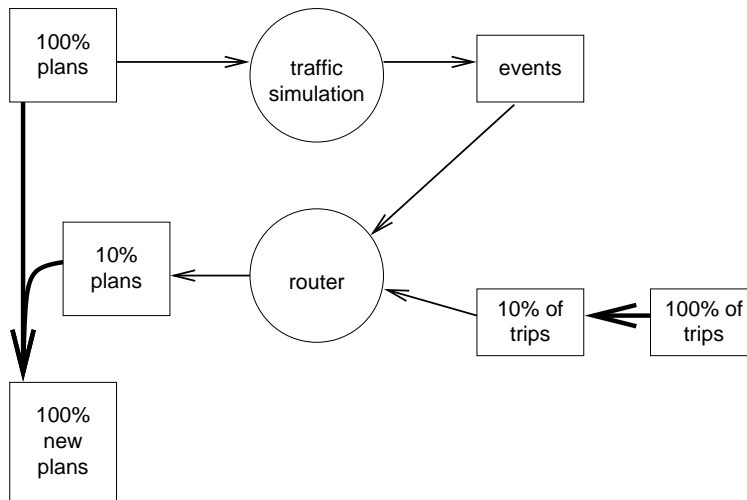 100%
plans
traffic
simulation
events
10%
plans
router
10% of
trips
100% of
trips
100%
new
plans